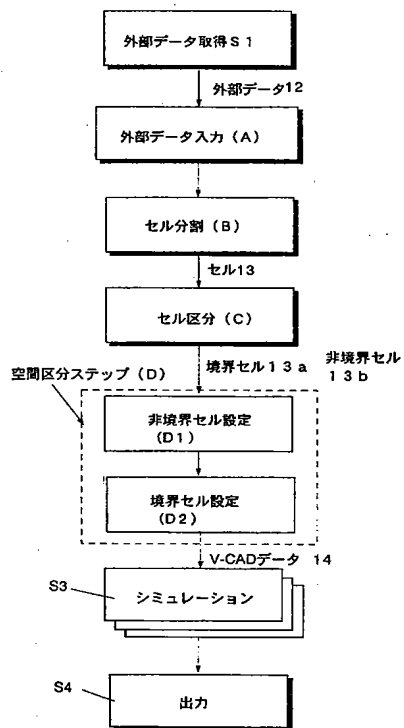 外部データ取得S1
外部データ12
外部データ入力(A)
セル分割(B)
セル13
セル区分(C)
境界セル13a
非境界セル
13b
空間区分ステップ(D)
非境界セル設定
(D1)
境界セル設定
(D2)
V-CADデータ 14
S3
シミュレーション
S4
出力